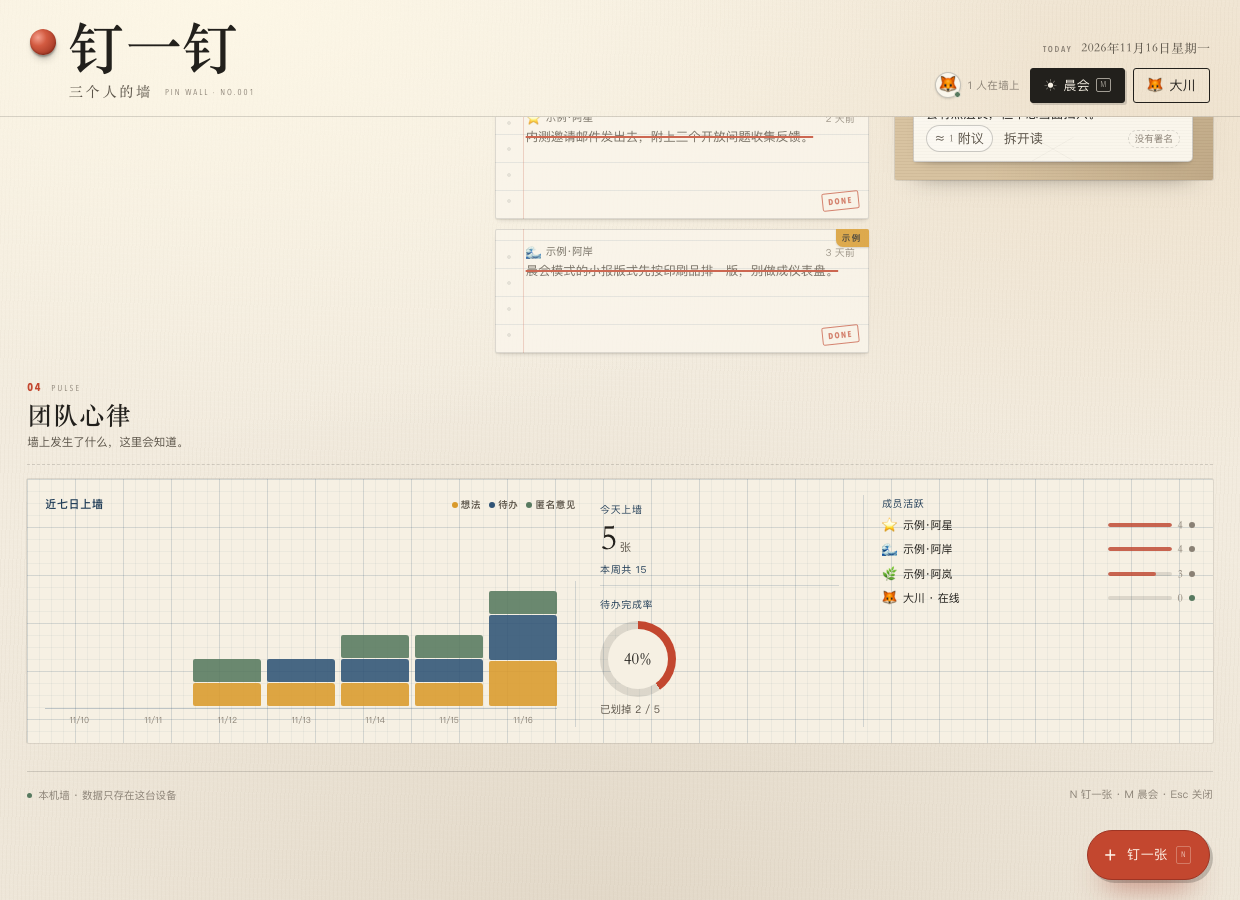 钉一钉
三个人的墙 PIN WALL · NO.001
TODAY 2026年11月16日星期一
1 人在墙上
晨会 M
大川
示例·阿星
2 天前
内测邀请邮件发出去，附上三个开放问题收集反馈。
DONE
≈ 1 附议 拆开读 没有署名
示例
示例·阿岸
3 天前
晨会模式的小报版式先按印刷品排一版，别做成仪表盘。
DONE
04 PULSE
团队心律
墙上发生了什么，这里会知道。
近七日上墙
想法 待办 匿名意见
11/10 11/11 11/12 11/13 11/14 11/15 11/16
今天上墙
5 张
本周共 15
待办完成率
40%
已划掉 2 / 5
成员活跃
示例·阿星 4
示例·阿岸 4
示例·阿岚 3
大川 · 在线 0
本机墙 · 数据只存在这台设备
N 钉一张 · M 晨会 · Esc 关闭
+ 钉一张 N